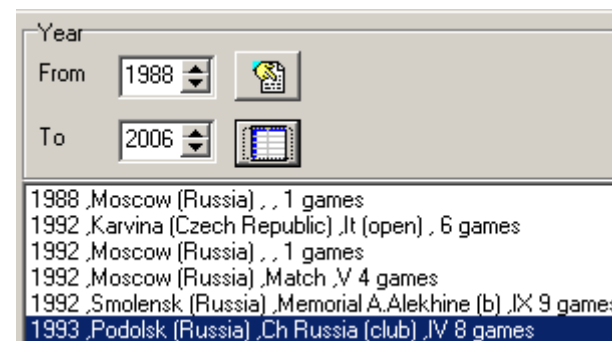 Year
From 1988
To 2006
1988 ,Moscow (Russia) , , 1 games
1992 ,Karvina (Czech Republic) ,It (open) , 6 games
1992 ,Moscow (Russia) , , 1 games
1992 ,Moscow (Russia) ,Match ,V 4 games
1992 ,Smolensk (Russia) ,Memorial A.Alekhine (b) ,IX 9 games
1993 ,Podolsk (Russia) ,Ch Russia (club) ,IV 8 games